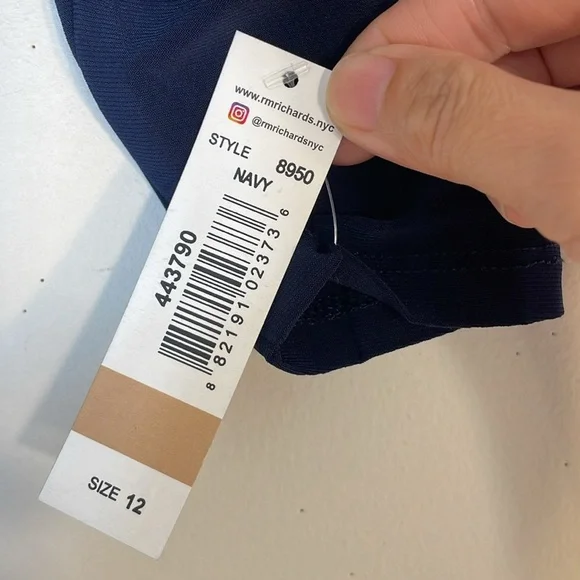 www.rmrichards.nyc
@rmrichardsnyc
STYLE 8950
NAVY
443790
8 82191 02373 6
SIZE 12